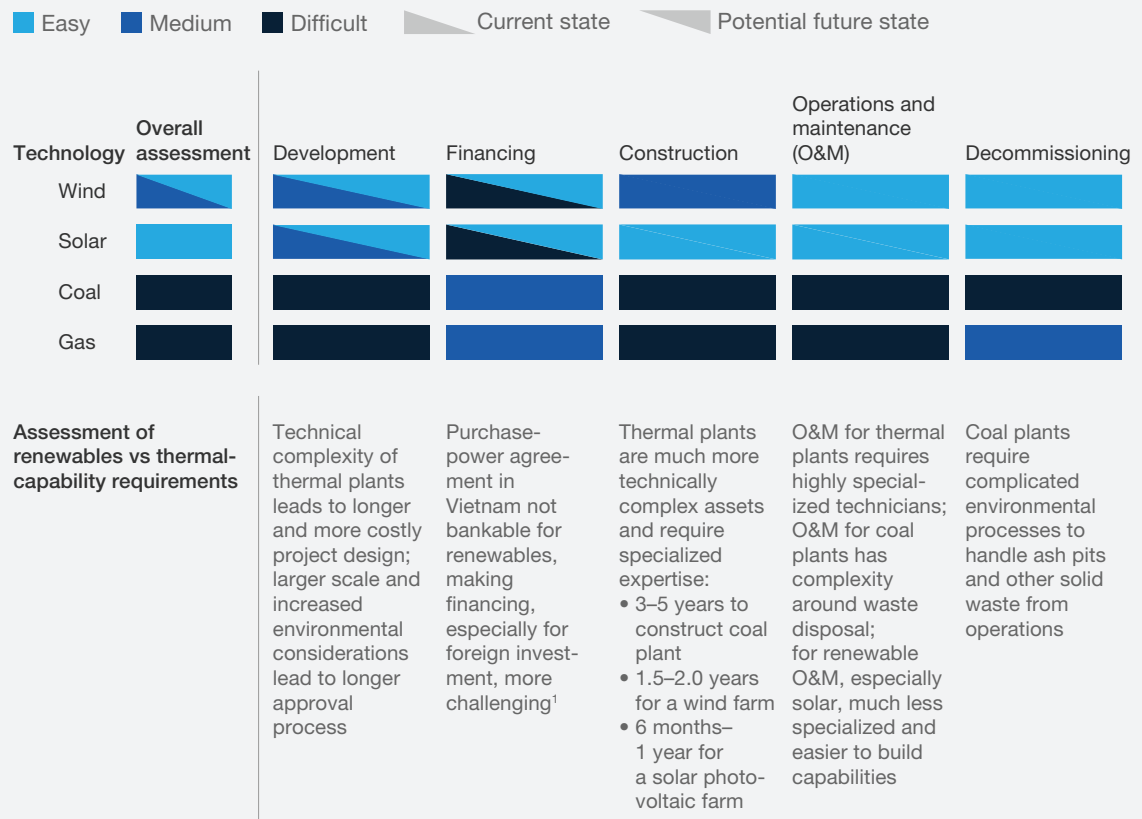 Easy Medium Difficult Current state Potential future state
Technology
Overall
assessment
Development
Financing
Construction
Operations and
maintenance
(O&M)
Decommissioning
Wind
Solar
Coal
Gas
Assessment of
renewables vs thermal-
capability requirements
Technical
complexity of
thermal plants
leads to longer
and more costly
project design;
larger scale and
increased
environmental
considerations
lead to longer
approval
process
Purchase-
power agree-
ment in
Vietnam not
bankable for
renewables,
making
financing,
especially for
foreign invest-
ment, more
challenging¹
Thermal plants
are much more
technically
complex assets
and require
specialized
expertise:
• 3–5 years to
construct coal
plant
• 1.5–2.0 years
for a wind farm
• 6 months–
1 year for
a solar photo-
voltaic farm
O&M for thermal
plants requires
highly special-
ized technicians;
O&M for coal
plants has
complexity
around waste
disposal;
for renewable
O&M, especially
solar, much less
specialized and
easier to build
capabilities
Coal plants
require
complicated
environmental
processes to
handle ash pits
and other solid
waste from
operations